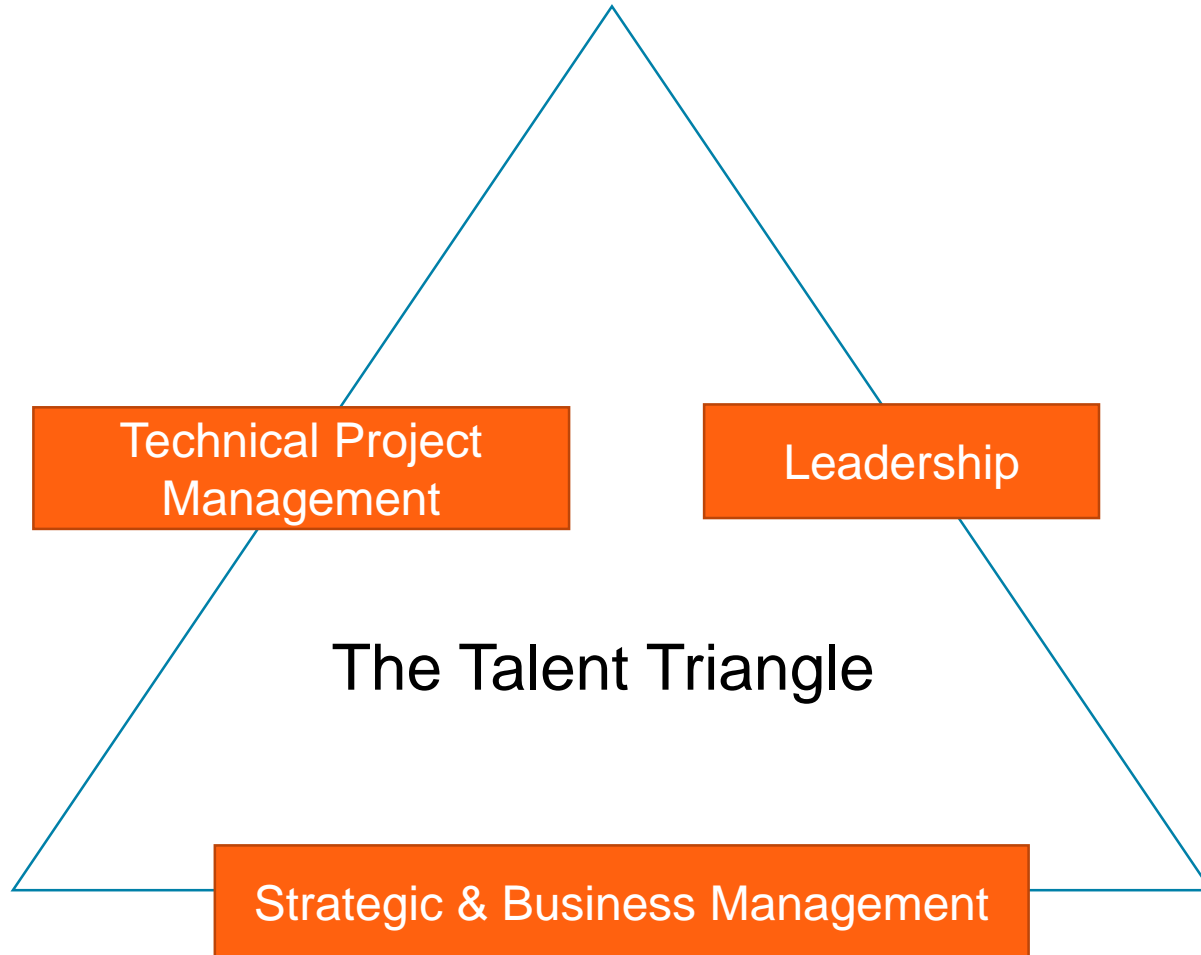 Technical Project
Management
Leadership
The Talent Triangle
Strategic & Business Management